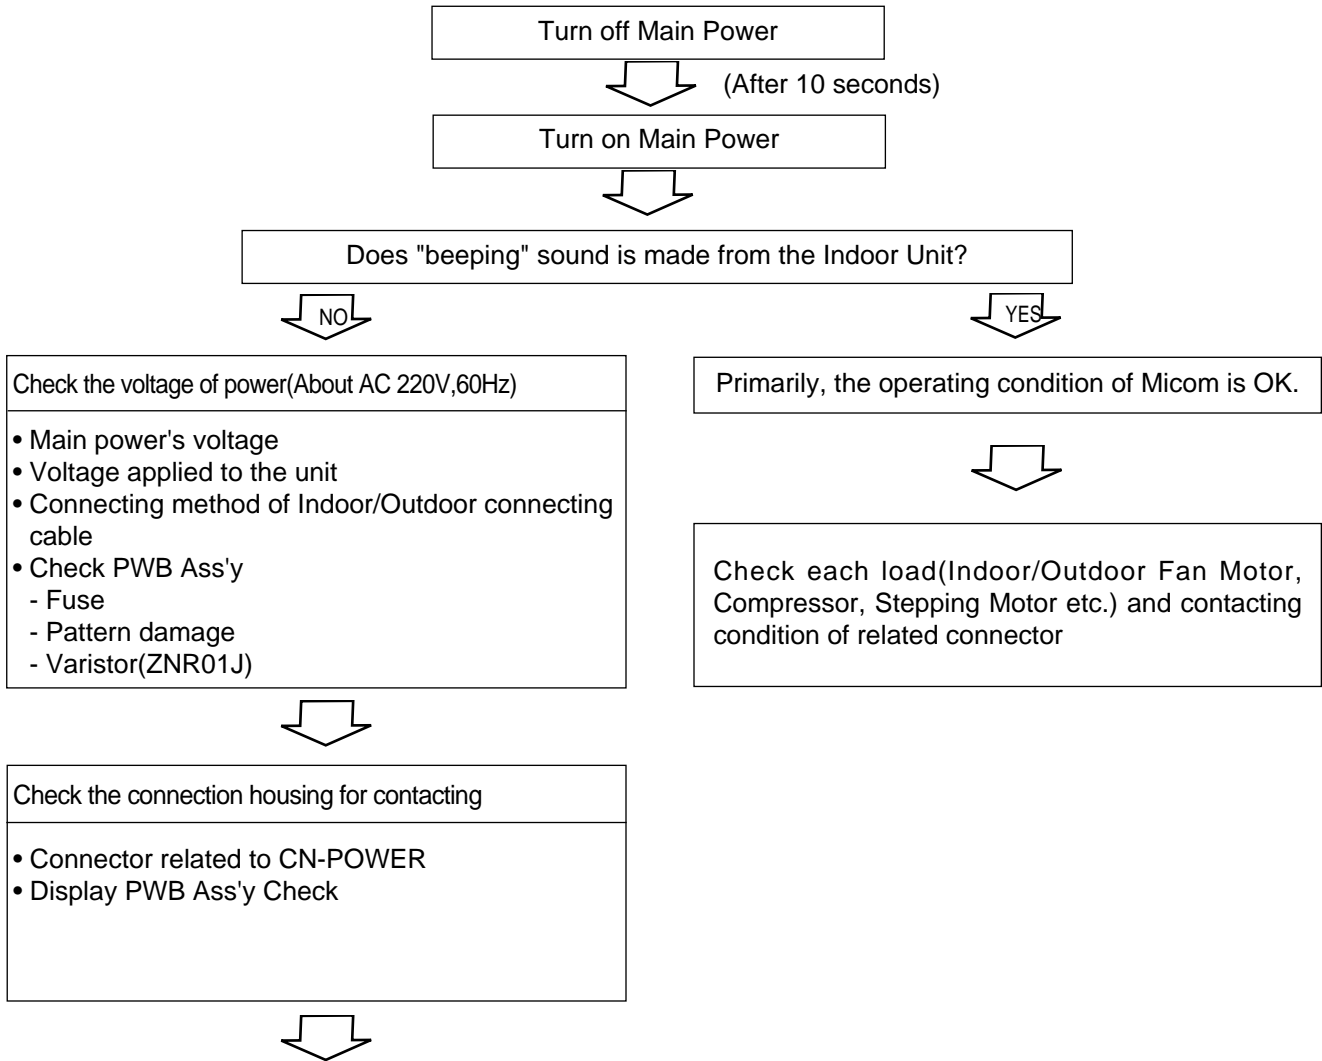 Turn off Main Power
(After 10 seconds)
Turn on Main Power
Does "beeping" sound is made from the Indoor Unit?
NO
YES
Check the voltage of power(About AC 220V,60Hz)
• Main power's voltage
• Voltage applied to the unit
• Connecting method of Indoor/Outdoor connecting
cable
• Check PWB Ass'y
- Fuse
- Pattern damage
- Varistor(ZNR01J)
Primarily, the operating condition of Micom is OK.
Check each load(Indoor/Outdoor Fan Motor,
Compressor, Stepping Motor etc.) and contacting
condition of related connector
Check the connection housing for contacting
• Connector related to CN-POWER
• Display PWB Ass'y Check